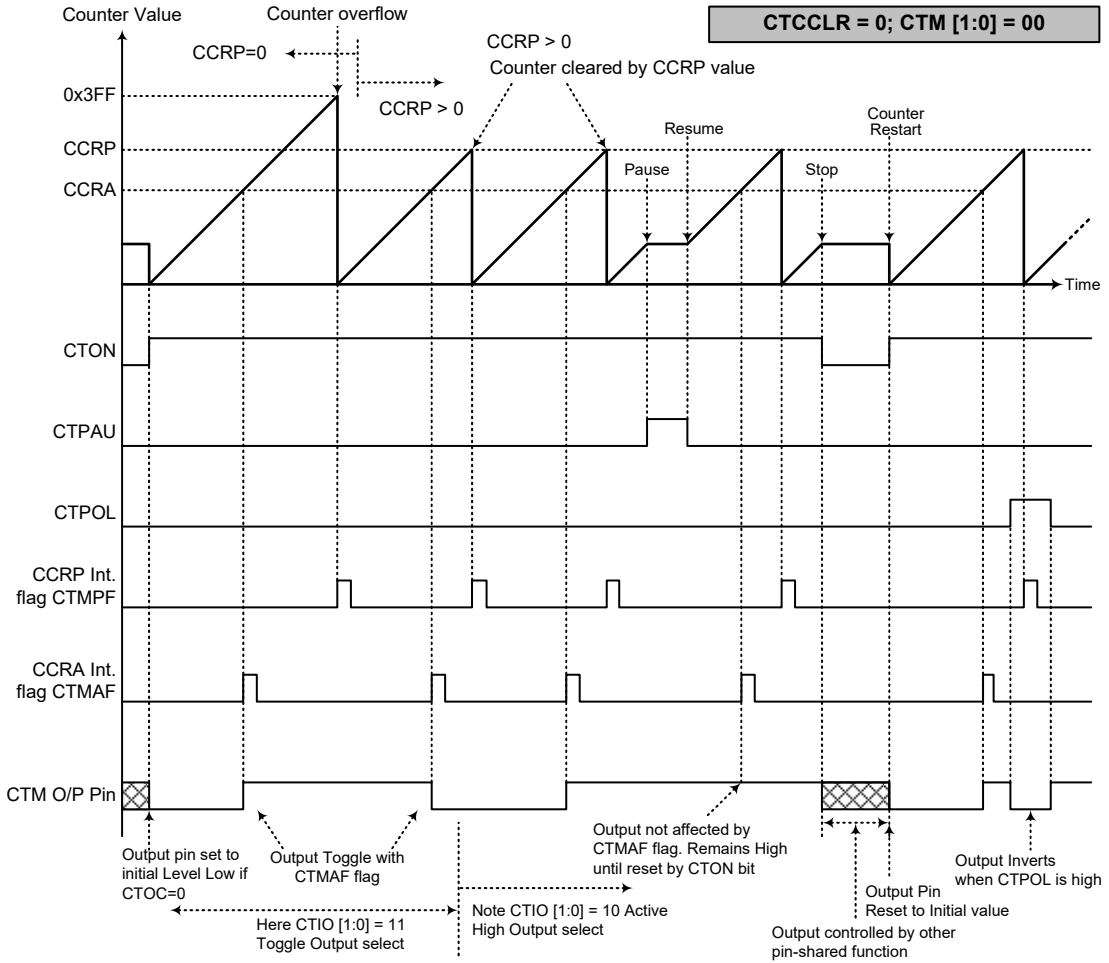 Counter Value
Counter overflow
CTCCLR = 0; CTM [1:0] = 00
CCRP=0
CCRP > 0
CCRP > 0
Counter cleared by CCRP value
0x3FF
CCRP
CCRA
Pause
Resume
Stop
Counter
Restart
Time
CTON
CTPAU
CTPOL
CCRP Int.
flag CTMPF
CCRA Int.
flag CTMAF
CTM O/P Pin
Output pin set to
initial Level Low if
CTOC=0
Output Toggle with
CTMAF flag
Output not affected by
CTMAF flag. Remains High
until reset by CTON bit
Output Inverts
when CTPOL is high
Output Pin
Reset to Initial value
Here CTIO [1:0] = 11
Toggle Output select
Note CTIO [1:0] = 10 Active
High Output select
Output controlled by other
pin-shared function